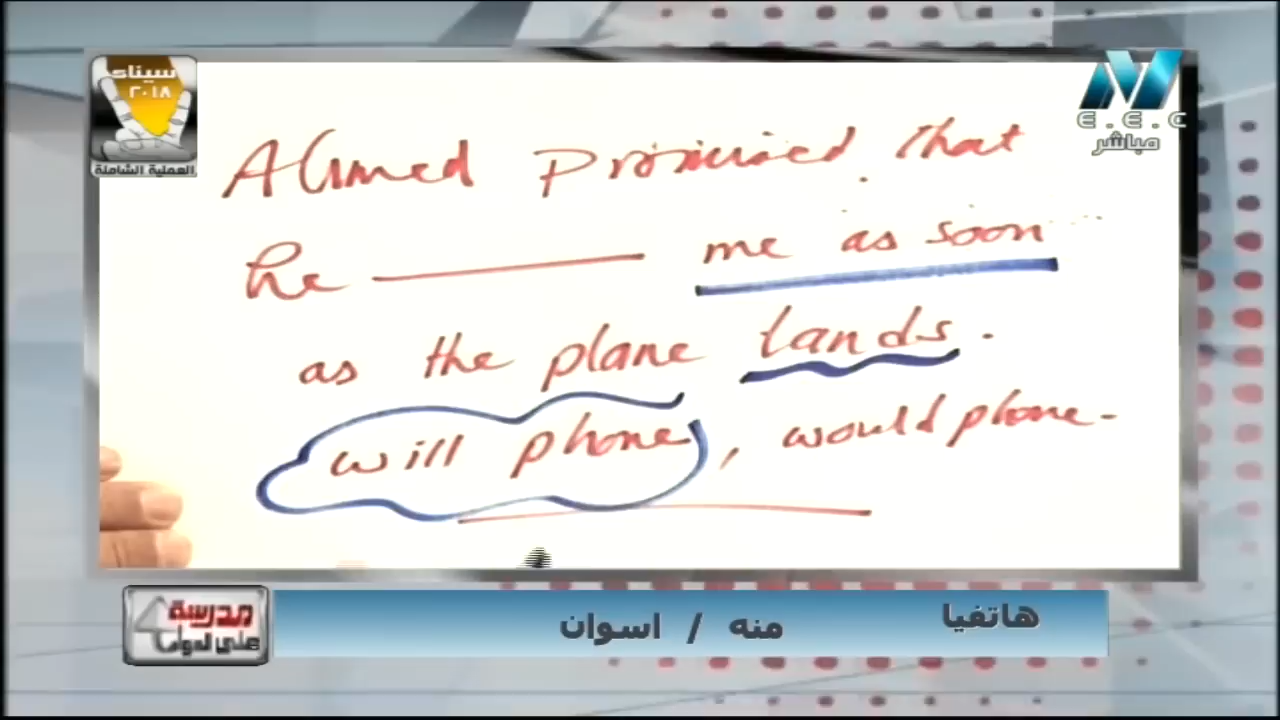 سيناء
٢٠١٨
العملية الشاملة
E.E.C
مباشر
Ahmed promised that
he me as soon
as the plane lands.
will phone, would phone.
مدرسة
على الهواء
هاتفيا
منه / اسوان